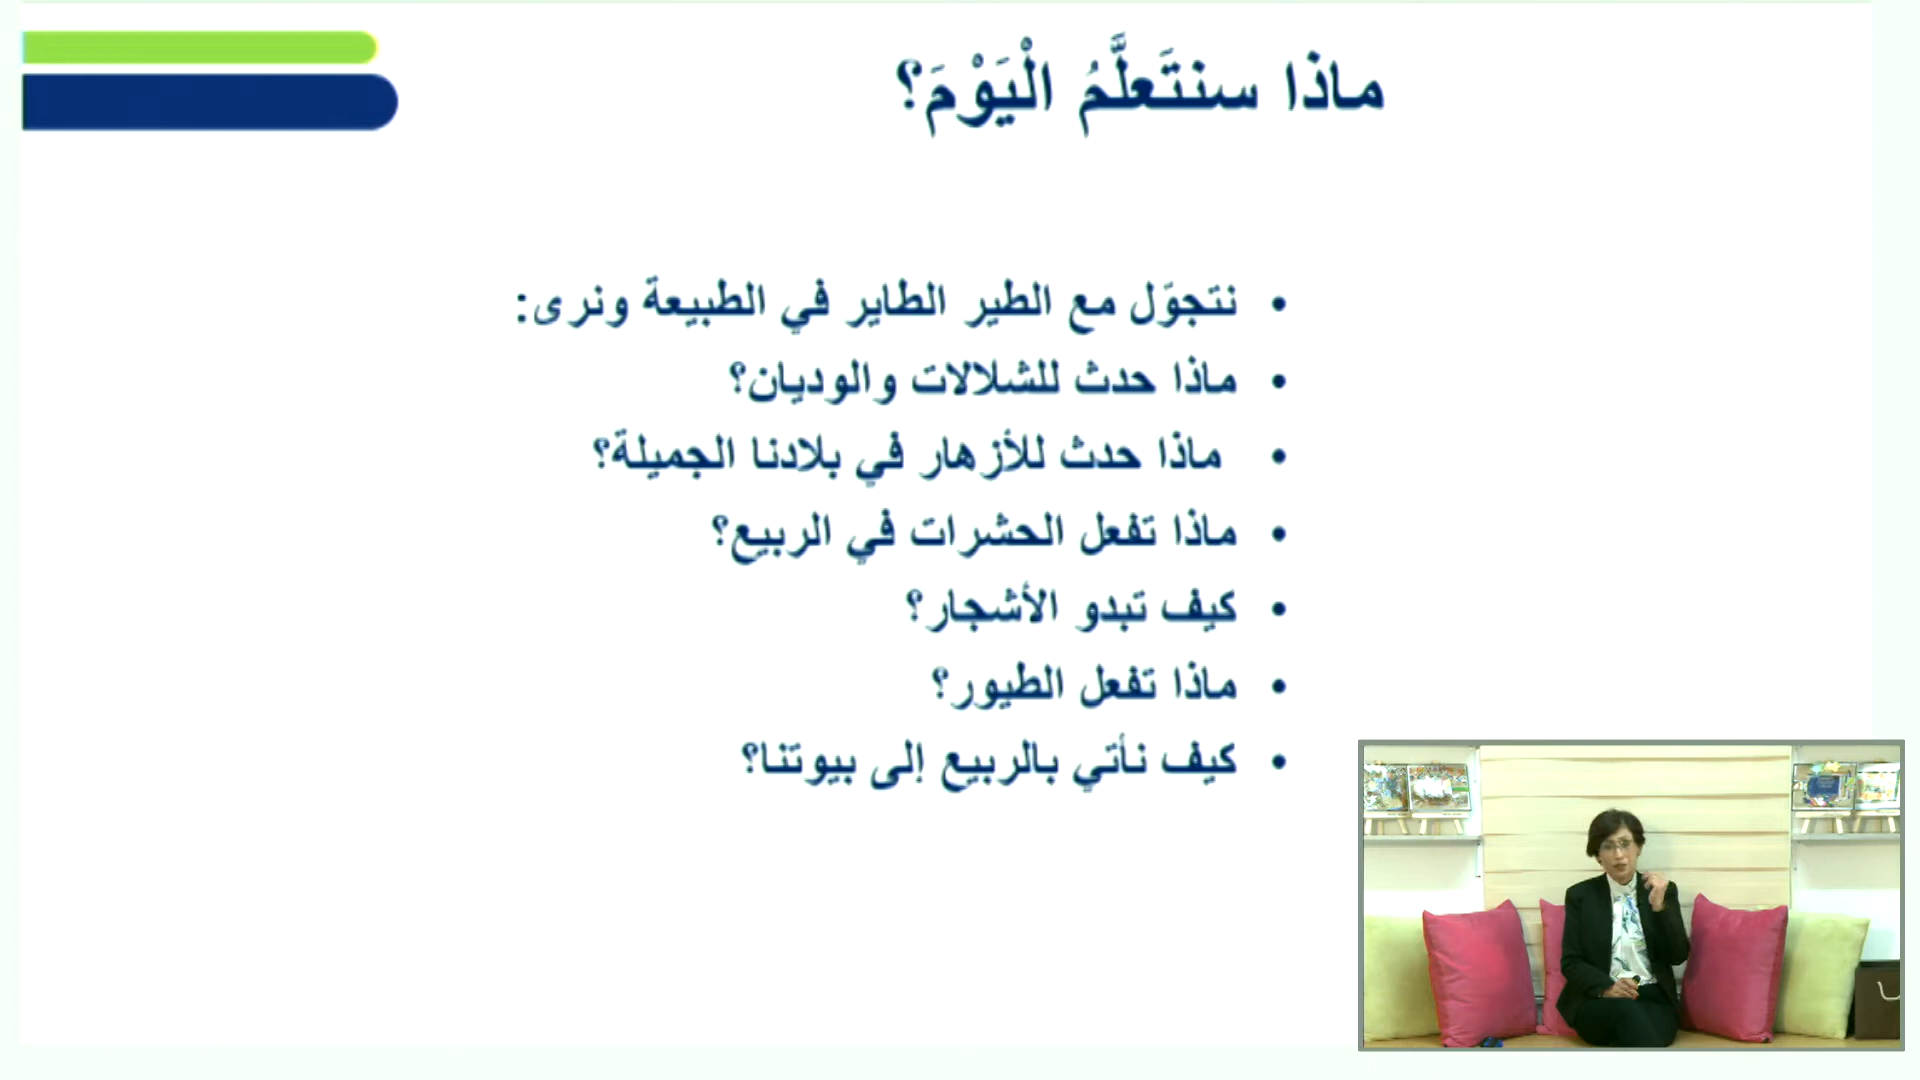 ماذا سنتَعلَّمُ الْيَوْمَ؟
• نتجوّل مع الطير الطاير في الطبيعة ونرى:
• ماذا حدث للشلالات والوديان؟
• ماذا حدث للأزهار في بلادنا الجميلة؟
• ماذا تفعل الحشرات في الربيع؟
• كيف تبدو الأشجار؟
• ماذا تفعل الطيور؟
• كيف نأتي بالربيع إلى بيوتنا؟